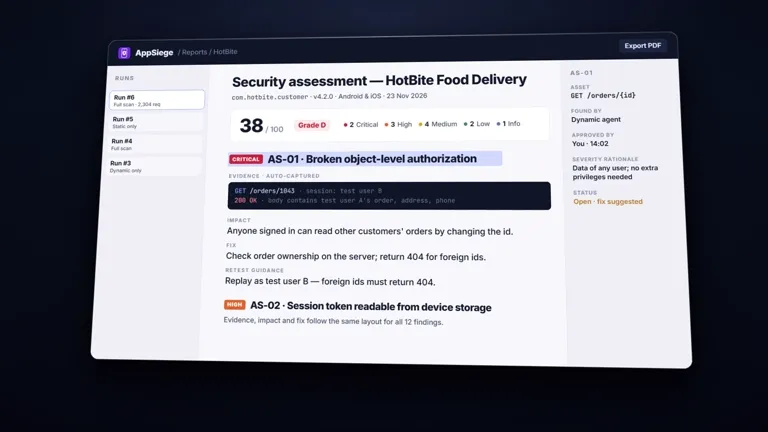 AppSiege / Reports / HotBite
Export PDF
RUNS
Run #6
Full scan · 2,304 req
Run #5
Static only
Run #4
Full scan
Run #3
Dynamic only
Security assessment — HotBite Food Delivery
com.hotbite.customer · v4.2.0 · Android & iOS · 23 Nov 2026
38 / 100
Grade D
2 Critical
3 High
4 Medium
2 Low
1 Info
CRITICAL AS-01 · Broken object-level authorization
EVIDENCE · AUTO-CAPTURED
GET /orders/1043 · session: test user B
200 OK · body contains test user A's order, address, phone
IMPACT
Anyone signed in can read other customers' orders by changing the id.
FIX
Check order ownership on the server; return 404 for foreign ids.
RETEST GUIDANCE
Replay as test user B — foreign ids must return 404.
HIGH AS-02 · Session token readable from device storage
Evidence, impact and fix follow the same layout for all 12 findings.
AS-01
ASSET
GET /orders/{id}
FOUND BY
Dynamic agent
APPROVED BY
You · 14:02
SEVERITY RATIONALE
Data of any user; no extra
privileges needed
STATUS
Open · fix suggested